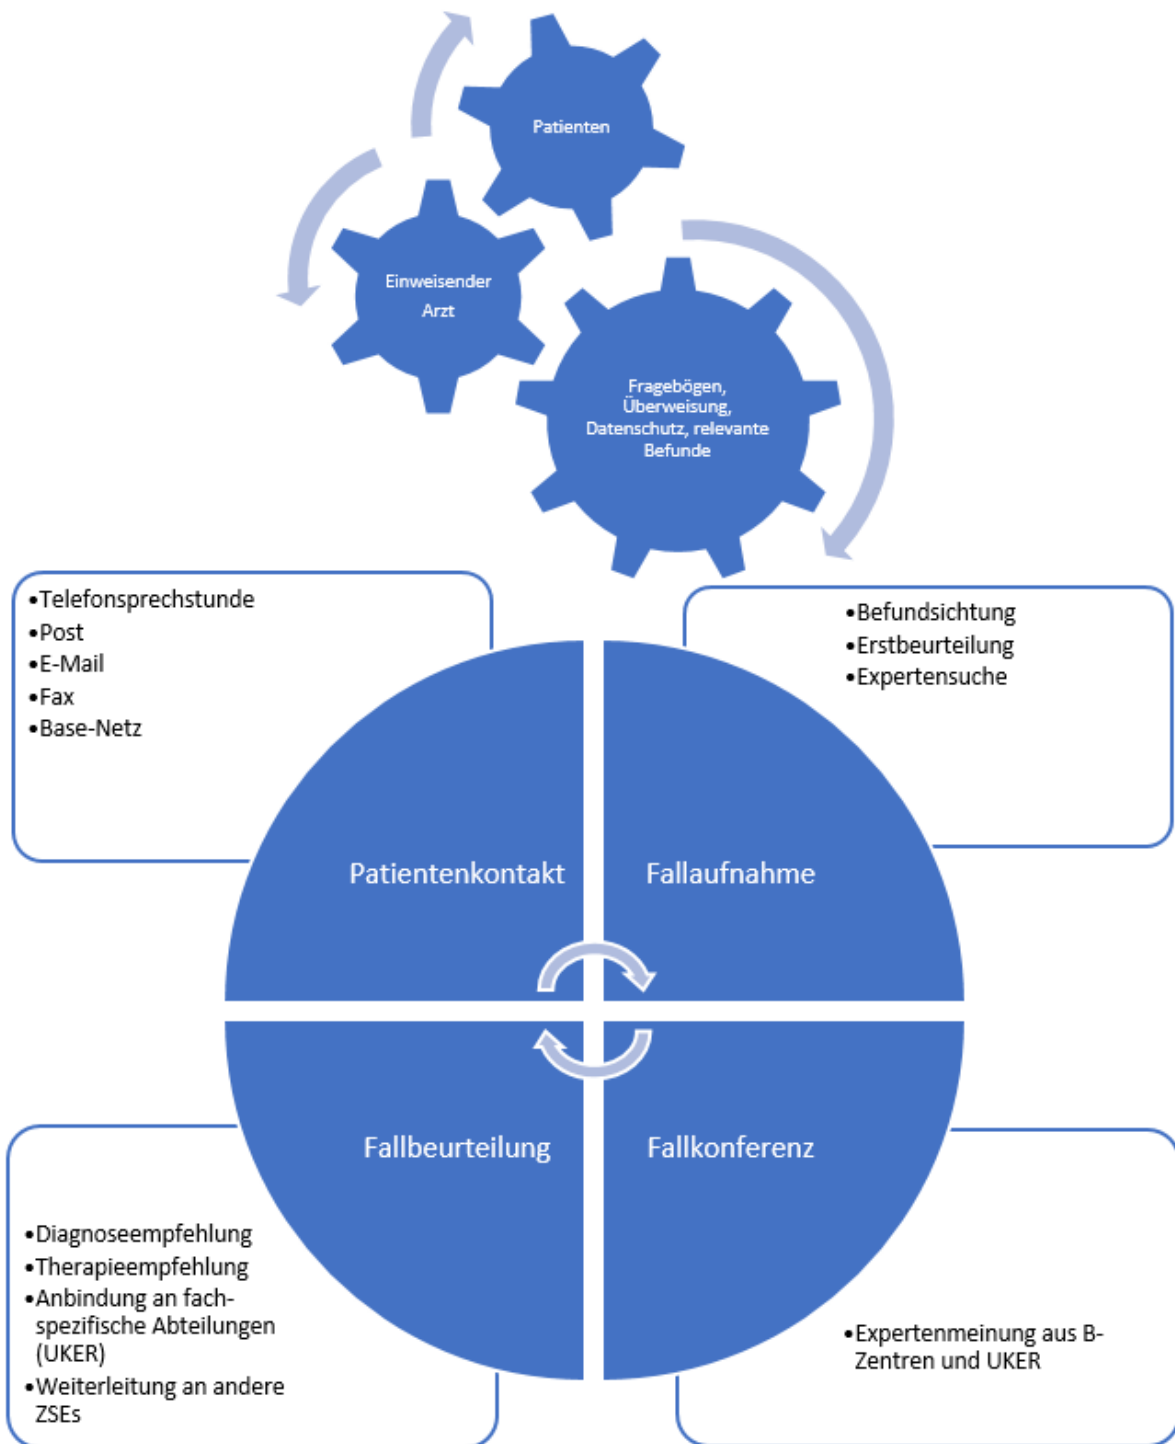 Patienten
Einweisender
Arzt
Fragebögen,
Überweisung,
Datenschutz, relevante
Befunde
•Telefonsprechstunde
•Post
•E-Mail
•Fax
•Base-Netz
•Befundsichtung
•Erstbeurteilung
•Expertensuche
Patientenkontakt
Fallaufnahme
Fallbeurteilung
Fallkonferenz
•Diagnoseempfehlung
•Therapieempfehlung
•Anbindung an fach-
spezifische Abteilungen
(UKER)
•Weiterleitung an andere
ZSEs
•Expertenmeinung aus B-
Zentren und UKER